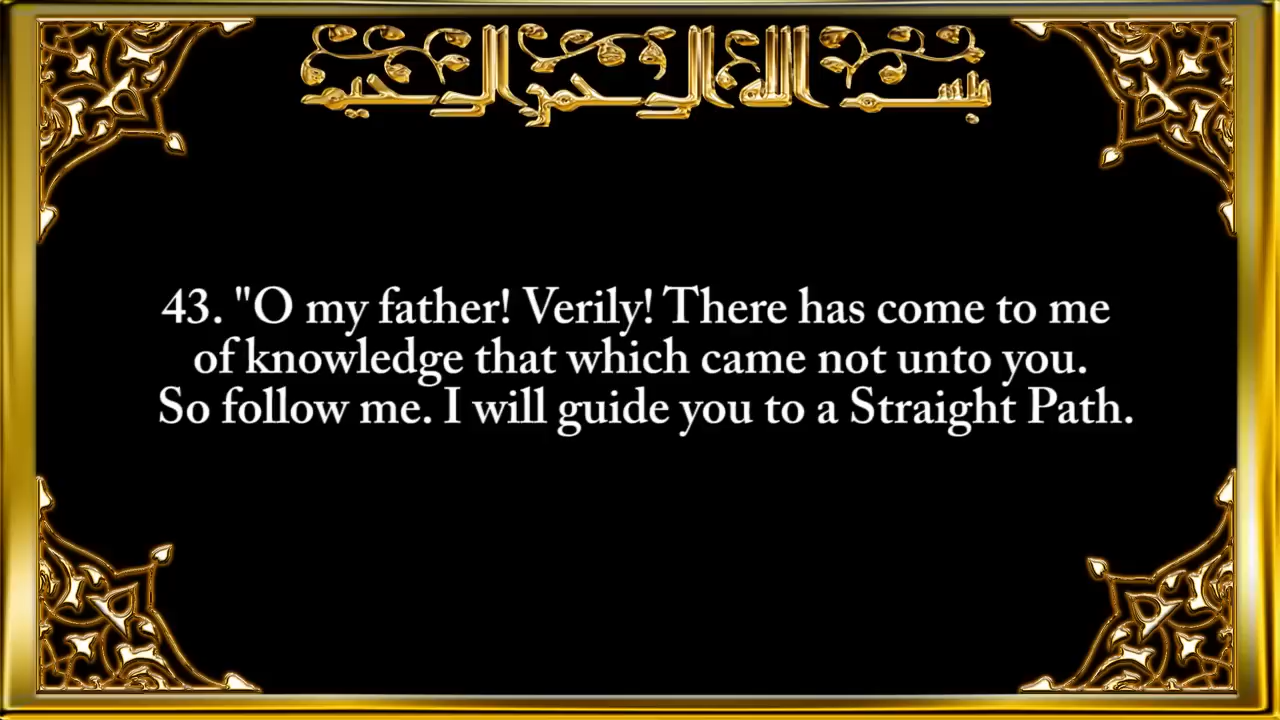 بسم الله الرحمن الرحيم
43. "O my father! Verily! There has come to me
of knowledge that which came not unto you.
So follow me. I will guide you to a Straight Path.